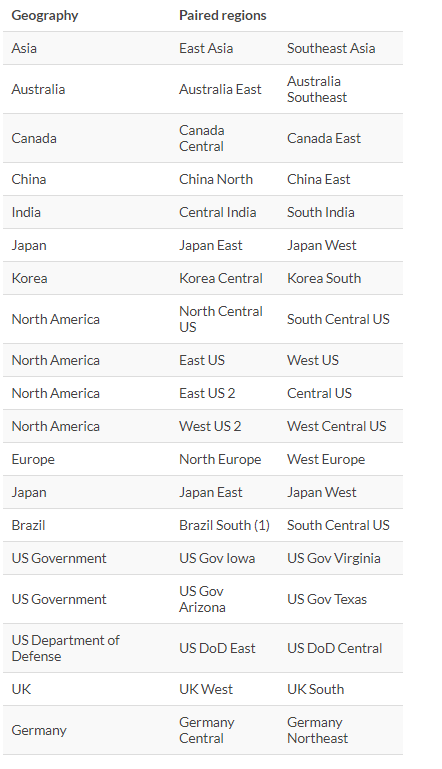 Geography Paired regions
Asia East Asia Southeast Asia
Australia Australia East Australia Southeast
Canada Canada Central Canada East
China China North China East
India Central India South India
Japan Japan East Japan West
Korea Korea Central Korea South
North America North Central US South Central US
North America East US West US
North America East US 2 Central US
North America West US 2 West Central US
Europe North Europe West Europe
Japan Japan East Japan West
Brazil Brazil South (1) South Central US
US Government US Gov Iowa US Gov Virginia
US Government US Gov Arizona US Gov Texas
US Department of Defense US DoD East US DoD Central
UK UK West UK South
Germany Germany Central Germany Northeast